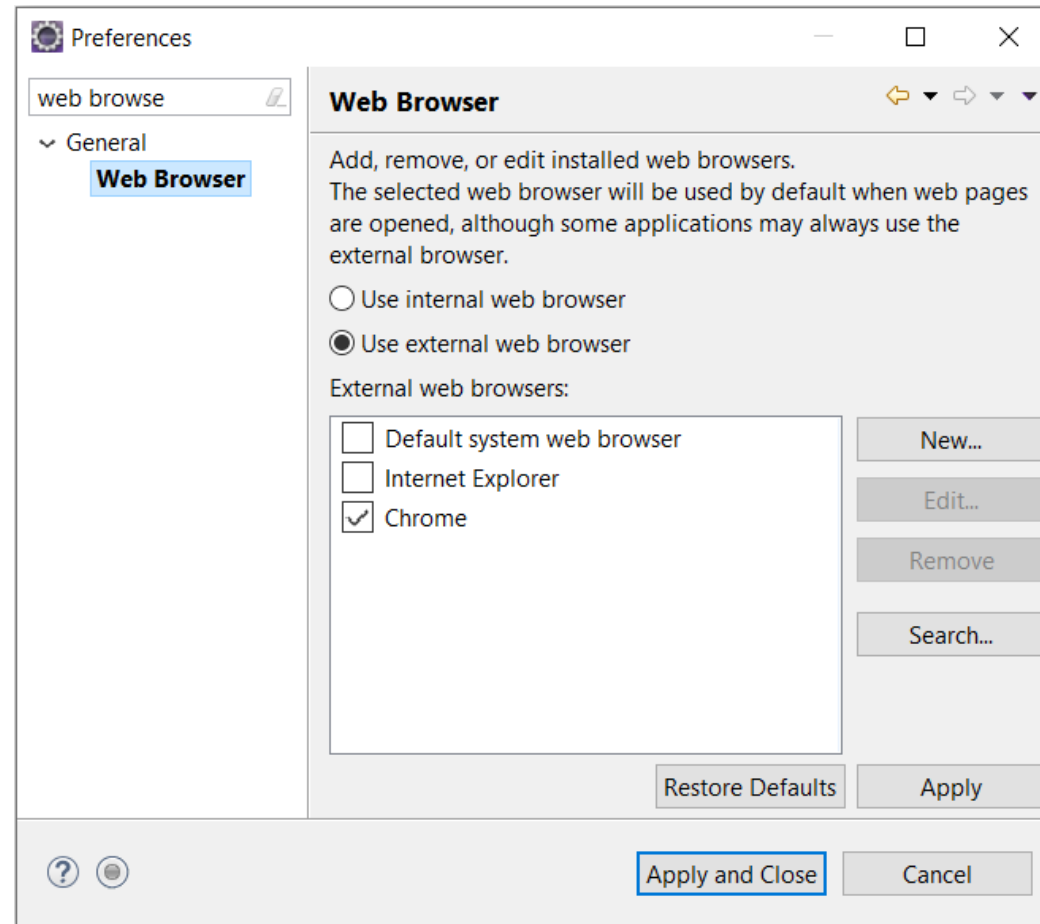 Preferences
web browse
General
Web Browser
Web Browser
Add, remove, or edit installed web browsers.
The selected web browser will be used by default when web pages
are opened, although some applications may always use the
external browser.
Use internal web browser
Use external web browser
External web browsers:
Default system web browser
Internet Explorer
Chrome
New...
Edit...
Remove
Search...
Restore Defaults
Apply
?
Apply and Close
Cancel